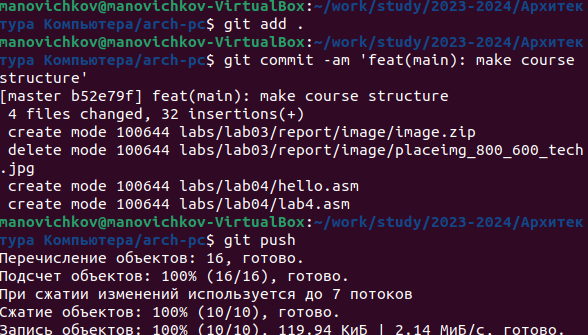 manovichkov@manovichkov-VirtualBox:~/work/study/2023-2024/Архитек
тура Компьютера/arch-pc$ git add .
manovichkov@manovichkov-VirtualBox:~/work/study/2023-2024/Архитек
тура Компьютера/arch-pc$ git commit -am 'feat(main): make course
structure'
[master b52e79f] feat(main): make course structure
 4 files changed, 32 insertions(+)
 create mode 100644 labs/lab03/report/image/image.zip
 delete mode 100644 labs/lab03/report/image/placeimg_800_600_tech
.jpg
 create mode 100644 labs/lab04/hello.asm
 create mode 100644 labs/lab04/lab4.asm
manovichkov@manovichkov-VirtualBox:~/work/study/2023-2024/Архитек
тура Компьютера/arch-pc$ git push
Перечисление объектов: 16, готово.
Подсчет объектов: 100% (16/16), готово.
При сжатии изменений используется до 7 потоков
Сжатие объектов: 100% (10/10), готово.
Запись объектов: 100% (10/10), 119.94 КиБ | 2.14 МиБ/с, готово.